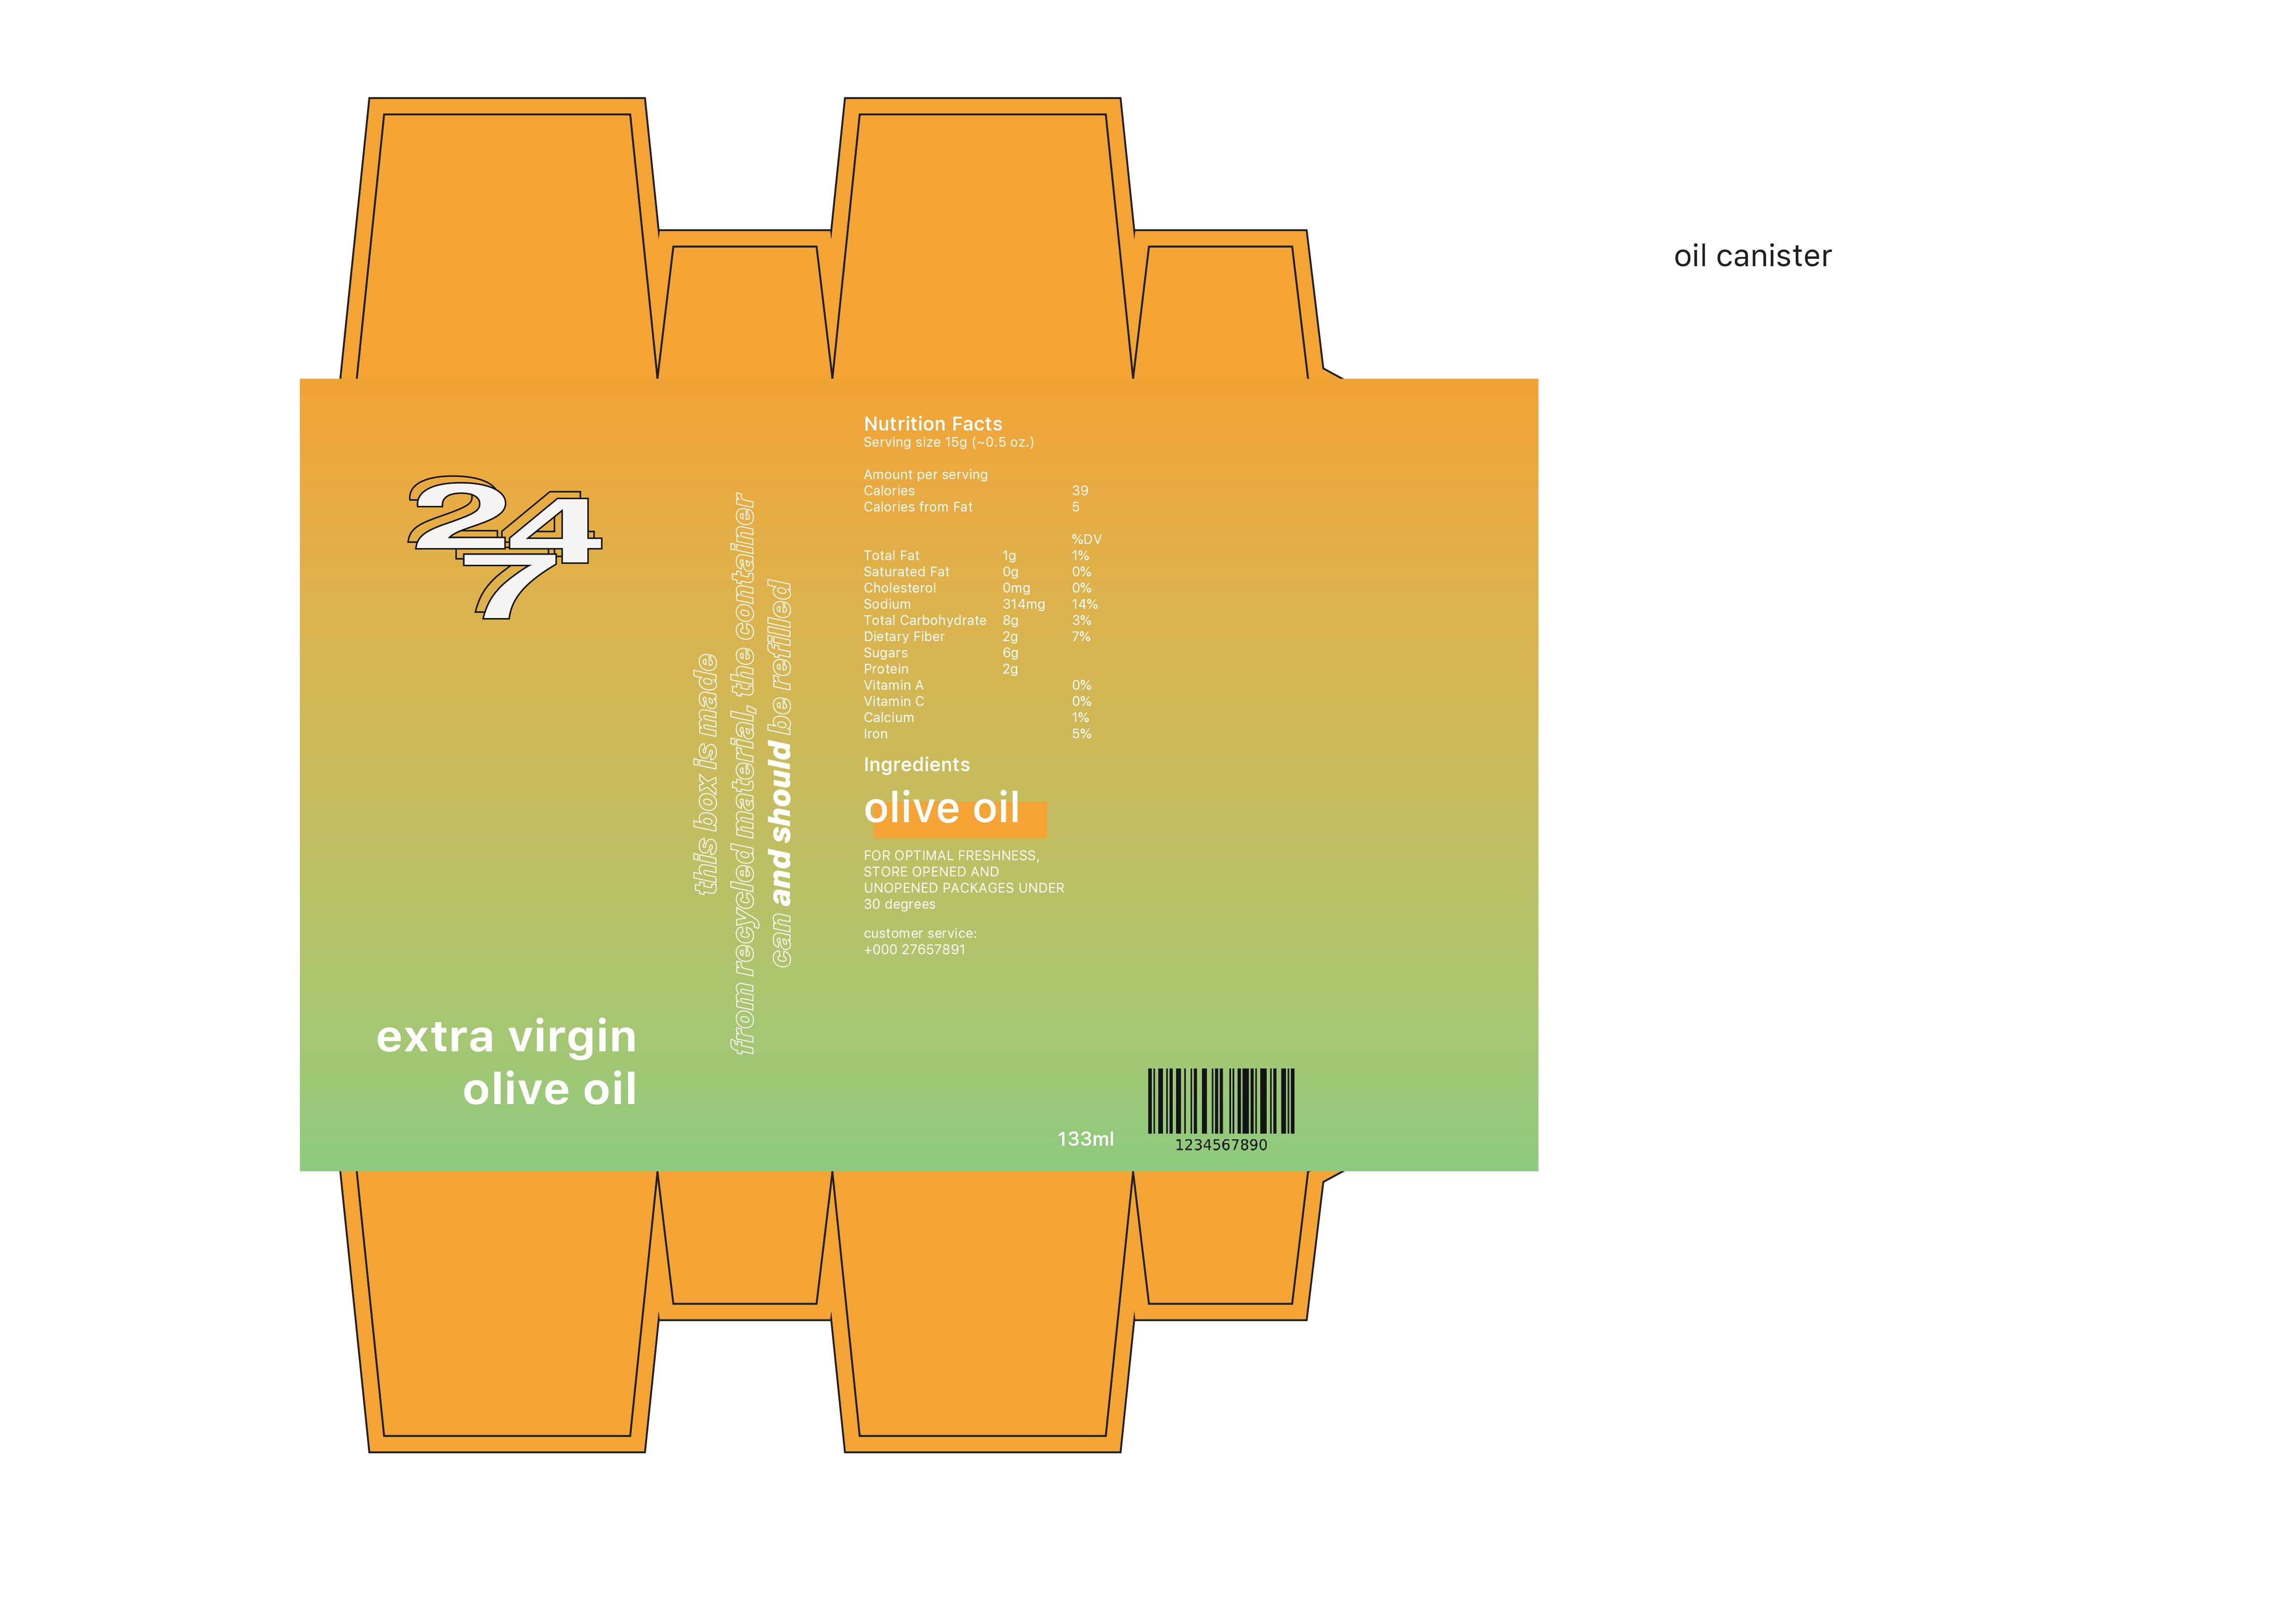 oil canister
24
7
extra virgin
olive oil
this box is made
from recycled material, the container
can and should be refilled
Nutrition Facts
Serving size 15g (~0.5 oz.)
Amount per serving
Calories 39
Calories from Fat 5
%DV
Total Fat 1g 1%
Saturated Fat 0g 0%
Cholesterol 0mg 0%
Sodium 314mg 14%
Total Carbohydrate 8g 3%
Dietary Fiber 2g 7%
Sugars 6g
Protein 2g
Vitamin A 0%
Vitamin C 0%
Calcium 1%
Iron 5%
Ingredients
olive oil
FOR OPTIMAL FRESHNESS,
STORE OPENED AND
UNOPENED PACKAGES UNDER
30 degrees
customer service:
+000 27657891
133ml
1234567890